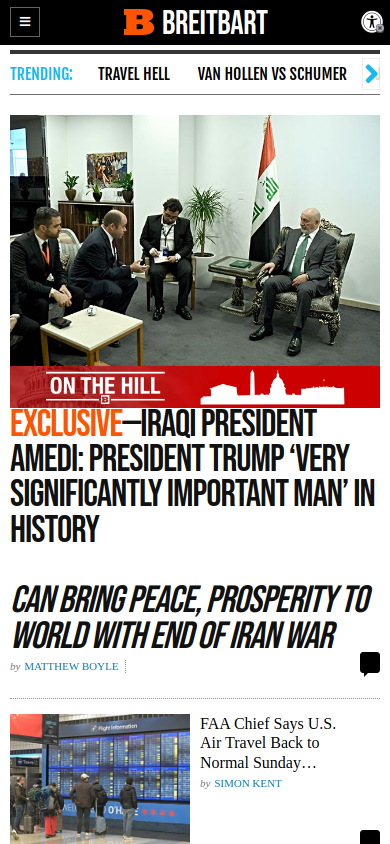 BREITBART
TRENDING:
TRAVEL HELL
VAN HOLLEN VS SCHUMER
ON THE HILL
EXCLUSIVE—IRAQI PRESIDENT
AMEDI: PRESIDENT TRUMP ‘VERY
SIGNIFICANTLY IMPORTANT MAN’ IN
HISTORY
CAN BRING PEACE, PROSPERITY TO
WORLD WITH END OF IRAN WAR
by MATTHEW BOYLE
Flight Information
FAA Chief Says U.S.
Air Travel Back to
Normal Sunday…
by SIMON KENT